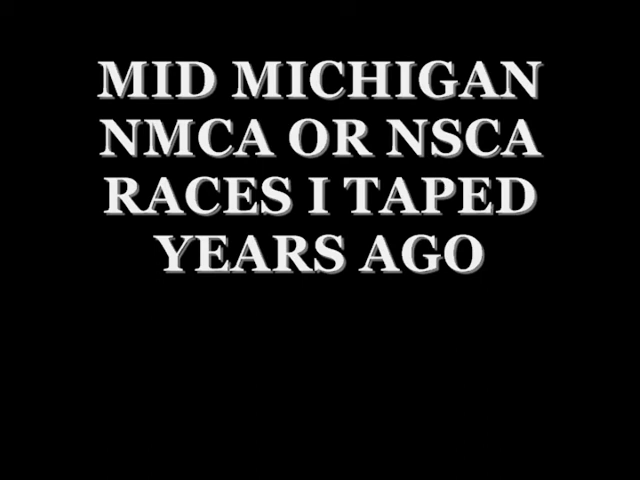 MID MICHIGAN
NMCA OR NSCA
RACES I TAPED
YEARS AGO